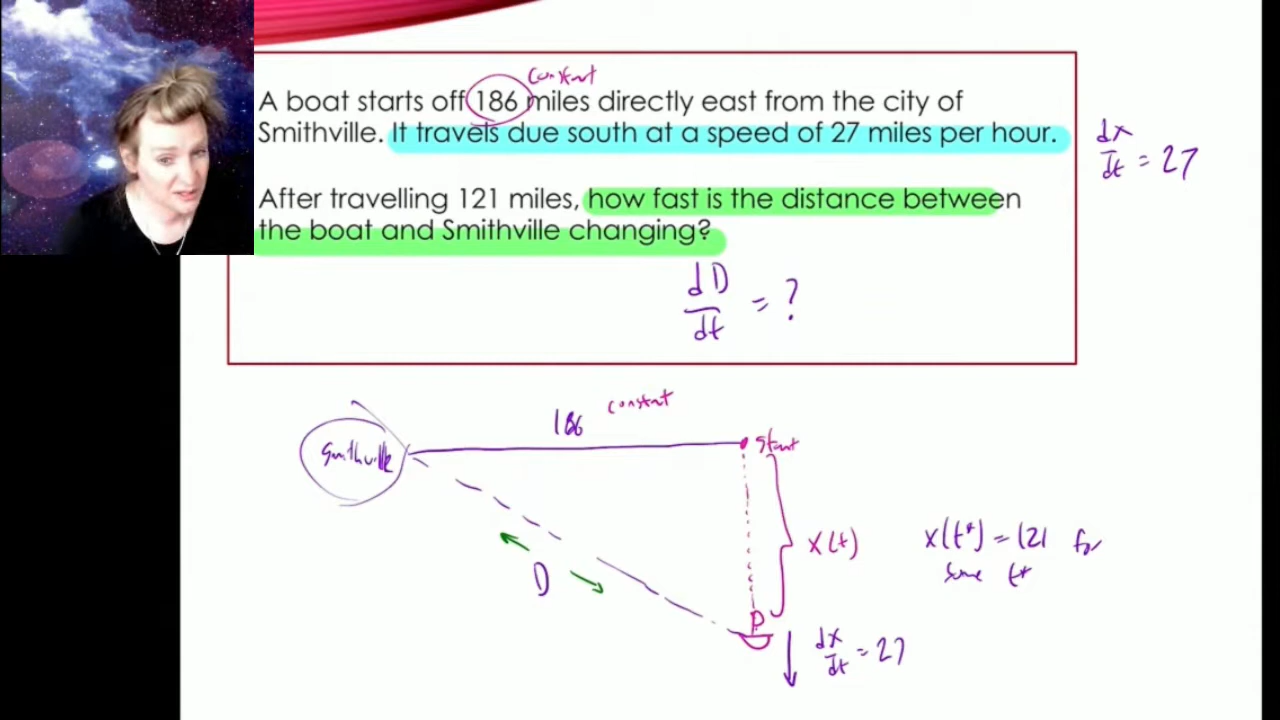 constant
A boat starts off 186 miles directly east from the city of
Smithville. It travels due south at a speed of 27 miles per hour.
dx/dt = 27
After travelling 121 miles, how fast is the distance between
the boat and Smithville changing?
dD/dt = ?
186 constant
Smithville
Start
x(t)
x(t*) = 121 for
some t*
D
P
dx/dt = 27